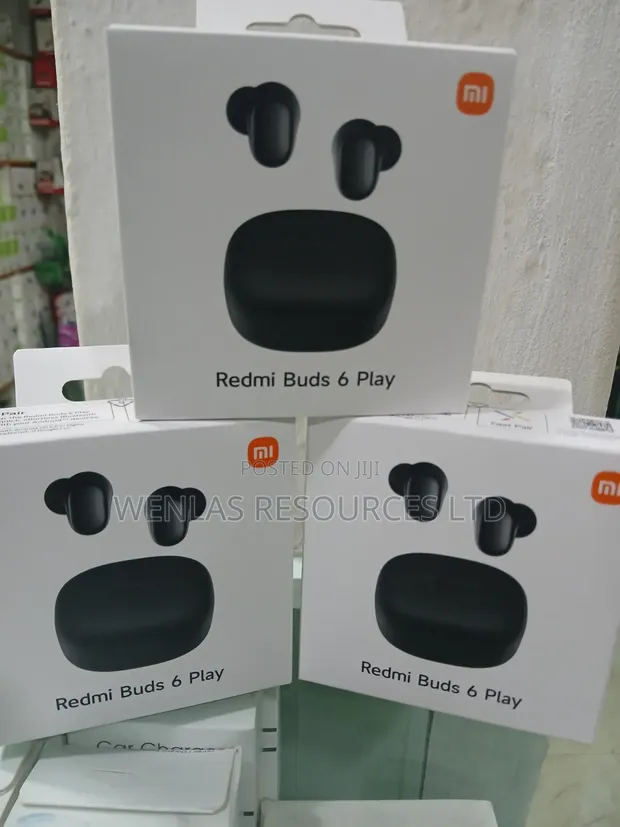 mi
Redmi Buds 6 Play
Pair
mi
Redmi Buds 6 Play
Fast Pair
mi
Redmi Buds 6 Play
POSTED ON JIJI
WENLAS RESOURCES LTD
Car Charge